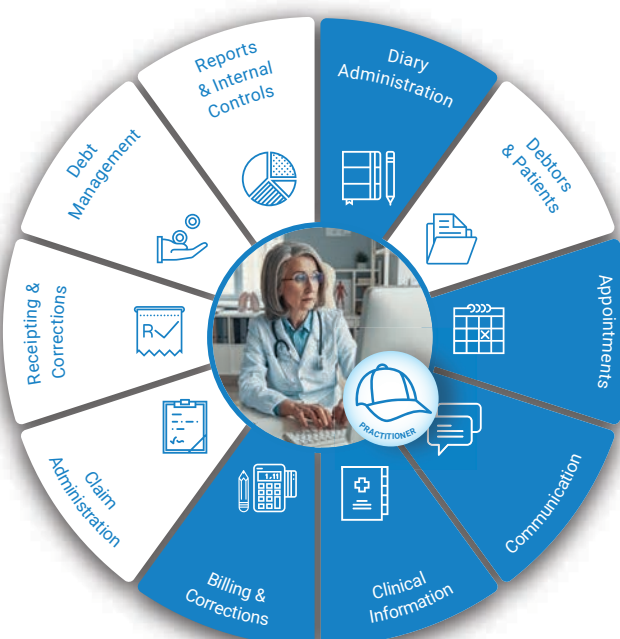 Reports
& Internal
Controls
Diary
Administration
Debtors
& Patients
Appointments
Communication
Clinical
Information
Billing &
Corrections
Claim
Administration
Receipting &
Corrections
R
Debt
Management
PRACTITIONER